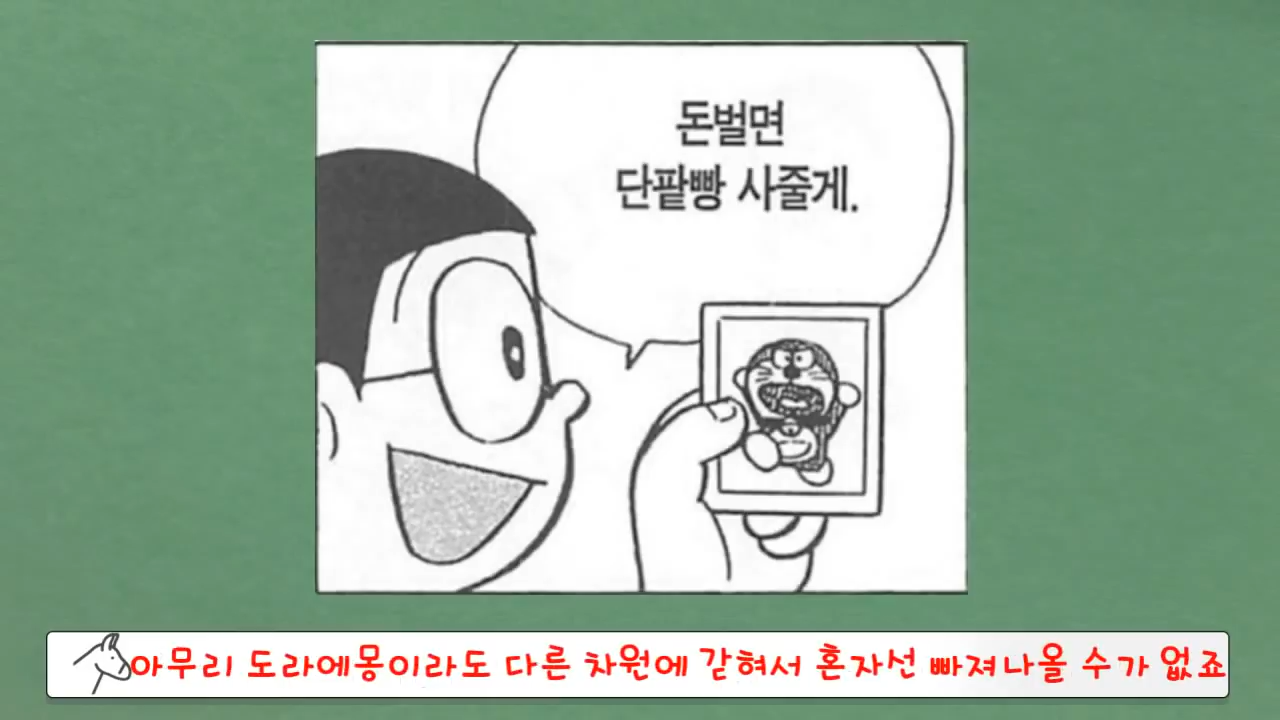 돈벌면
단팥빵 사줄게.
아무리 도라에몽이라도 다른 차원에 갇혀서 혼자선 빠져나올 수가 없죠